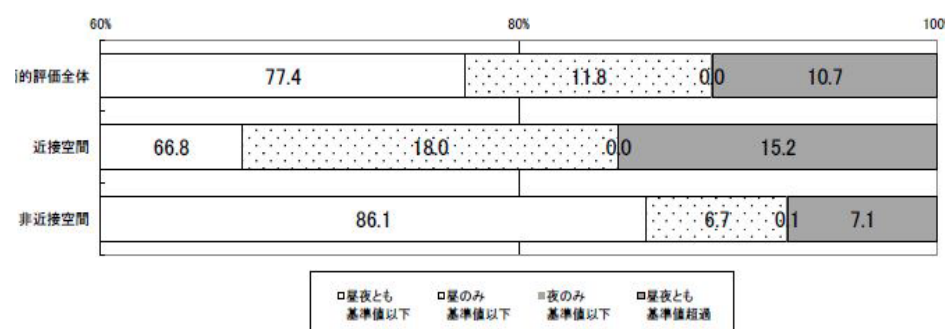 60% 80% 100%
的評価全体 77.4 11.8 0.0 10.7
近接空間 66.8 18.0 0.0 15.2
非近接空間 86.1 6.7 0.1 7.1
昼夜とも 昼のみ 夜のみ 昼夜とも
基準値以下 基準値以下 基準値以下 基準値超過